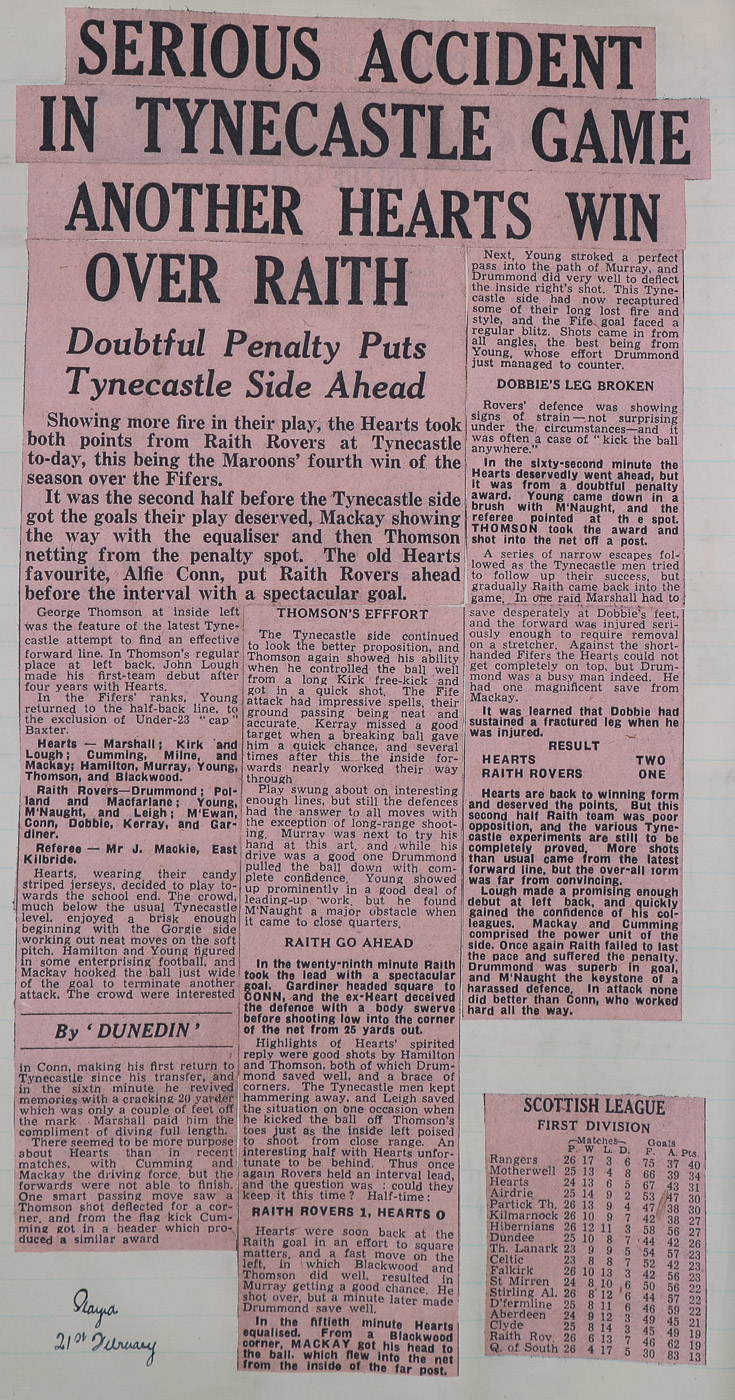 SERIOUS ACCIDENT
IN TYNECASTLE GAME
ANOTHER HEARTS WIN
OVER RAITH
Doubtful Penalty Puts
Tynecastle Side Ahead
Showing more fire in their play, the Hearts took
both points from Raith Rovers at Tynecastle
to-day, this being the Maroons' fourth win of the
season over the Fifers.
It was the second half before the Tynecastle side
got the goals their play deserved, Mackay showing
the way with the equaliser and then Thomson
netting from the penalty spot. The old Hearts
favourite, Alfie Conn, put Raith Rovers ahead
before the interval with a spectacular goal.
George Thomson at inside left
was the feature of the latest Tyne-
castle attempt to find an effective
forward line. In Thomson's regular
place at left back, John Lough
made his first-team debut after
four years with Hearts.
In the Fifers' ranks, Young
returned to the half-back line, to
the exclusion of Under-23 "cap"
Baxter.
Hearts — Marshall; Kirk and
Lough; Cumming, Milne, and
Mackay; Hamilton, Murray, Young,
Thomson, and Blackwood.
Raith Rovers—Drummond; Pol-
land and Macfarlane; Young,
M'Naught, and Leigh; M'Ewan,
Conn, Dobbie, Kerray, and Gar-
diner.
Referee — Mr J. Mackie, East
Kilbride.
Hearts, wearing their candy
striped jerseys, decided to play to-
wards the school end. The crowd,
much below the usual Tynecastle
level, enjoyed a brisk enough
beginning with the Gorgie side
working out neat moves on the soft
pitch. Hamilton and Young figured
in some enterprising football, and
Mackay hooked the ball just wide
of the goal to terminate another
attack. The crowd were interested
By 'DUNEDIN'
in Conn, making his first return to
Tynecastle since his transfer, and
in the sixth minute he revived
memories with a cracking 20 yarder
which was only a couple of feet off
the mark Marshall paid him the
compliment of diving full length.
There seemed to be more purpose
about Hearts than in recent
matches, with Cumming and
Mackay the driving force, but the
forwards were not able to finish.
One smart passing move saw a
Thomson shot deflected for a cor-
ner, and from the flag kick Cum-
ming got in a header which pro-
duced a similar award
THOMSON'S EFFFORT
The Tynecastle side continued
to look the better proposition, and
Thomson again showed his ability
when he controlled the ball well
from a long Kirk free-kick and
got in a quick shot. The Fife
attack had impressive spells, their
ground passing being neat and
accurate. Kerray missed a good
target when a breaking ball gave
him a quick chance, and several
times after this the inside for-
wards nearly worked their way
through
Play swung about on interesting
enough lines, but still the defences
had the answer to all moves with
the exception of long-range shoot-
ing. Murray was next to try his
hand at this art, and while his
drive was a good one Drummond
pulled the ball down with com-
plete confidence. Young showed
up prominently in a good deal of
leading-up work, but he found
M'Naught a major obstacle when
it came to close quarters.
RAITH GO AHEAD
In the twenty-ninth minute Raith
took the lead with a spectacular
goal. Gardiner headed square to
CONN, and the ex-Heart deceived
the defence with a body swerve
before shooting low into the corner
of the net from 25 yards out.
Highlights of Hearts' spirited
reply were good shots by Hamilton
and Thomson, both of which Drum-
mond saved well, and a brace of
corners. The Tynecastle men kept
hammering away, and Leigh saved
the situation on one occasion when
he kicked the ball off Thomson's
toes just as the inside left poised
to shoot from close range. An
interesting half with Hearts unfor-
tunate to be behind. Thus once
again Rovers held an interval lead,
and the question was : could they
keep it this time? Half-time:
RAITH ROVERS 1, HEARTS 0
Hearts were soon back at the
Raith goal in an effort to square
matters, and a fast move on the
left, in which Blackwood and
Thomson did well, resulted in
Murray getting a good chance. He
shot over, but a minute later made
Drummond save well.
In the fiftieth minute Hearts
equalised. From a Blackwood
corner, MACKAY got his head to
the ball, which flew into the net
from the inside of the far post.
Next, Young stroked a perfect
pass into the path of Murray, and
Drummond did very well to deflect
the inside right's shot. This Tyne-
castle side had now recaptured
some of their long lost fire and
style, and the Fife goal faced a
regular blitz. Shots came in from
all angles, the best being from
Young, whose effort Drummond
just managed to counter.
DOBBIE'S LEG BROKEN
Rovers' defence was showing
signs of strain—not surprising
under the circumstances—and it
was often a case of "kick the ball
anywhere."
In the sixty-second minute the
Hearts deservedly went ahead, but
it was from a doubtful penalty
award. Young came down in a
brush with M'Naught, and the
referee pointed at th e spot.
THOMSON took the award and
shot into the net off a post.
A series of narrow escapes fol-
lowed as the Tynecastle men tried
to follow up their success, but
gradually Raith came back into the
game. In one raid Marshall had to
save desperately at Dobbie's feet,
and the forward was injured seri-
ously enough to require removal
on a stretcher. Against the short-
handed Fifers the Hearts could not
get completely on top, but Drum-
mond was a busy man indeed. He
had one magnificent save from
Mackay.
It was learned that Dobbie had
sustained a fractured leg when he
was injured.
RESULT
HEARTS TWO
RAITH ROVERS ONE
Hearts are back to winning form
and deserved the points. But this
second half Raith team was poor
opposition, and the various Tyne-
castle experiments are still to be
completely proved. More shots
than usual came from the latest
forward line, but the over-all form
was far from convincing.
Lough made a promising enough
debut at left back, and quickly
gained the confidence of his col-
leagues. Mackay and Cumming
comprise the power unit of the
side. Once again Raith failed to last
the pace and suffered the penalty.
Drummond was superb in goal,
and M'Naught the keystone of a
harassed defence. In attack none
did better than Conn, who worked
hard all the way.
SCOTTISH LEAGUE
FIRST DIVISION
Matches Goals
P. W L. D. F. A. Pts.
Rangers 26 17 3 6 75 37 40
Motherwell 25 13 4 8 66 39 34
Hearts 24 13 6 5 67 43 31
Airdrie 25 14 9 2 53 47 30
Partick Th. 26 13 9 4 47 38 30
Kilmarnock 26 10 9 7 42 38 27
Hibernians 26 12 11 3 58 56 27
Dundee 25 10 8 7 44 42 26
Th. Lanark 23 9 9 5 54 57 23
Celtic 23 8 8 7 52 42 23
Falkirk 26 10 13 3 42 56 23
St Mirren 24 8 10 6 50 56 22
Stirling Al. 26 8 12 6 44 57 22
D'fermline 25 8 11 6 46 59 22
Aberdeen 24 9 12 3 49 45 21
Clyde 25 8 14 3 45 49 19
Raith Rov. 26 6 13 7 46 62 19
Q. of South 26 4 17 5 30 83 13
21st February